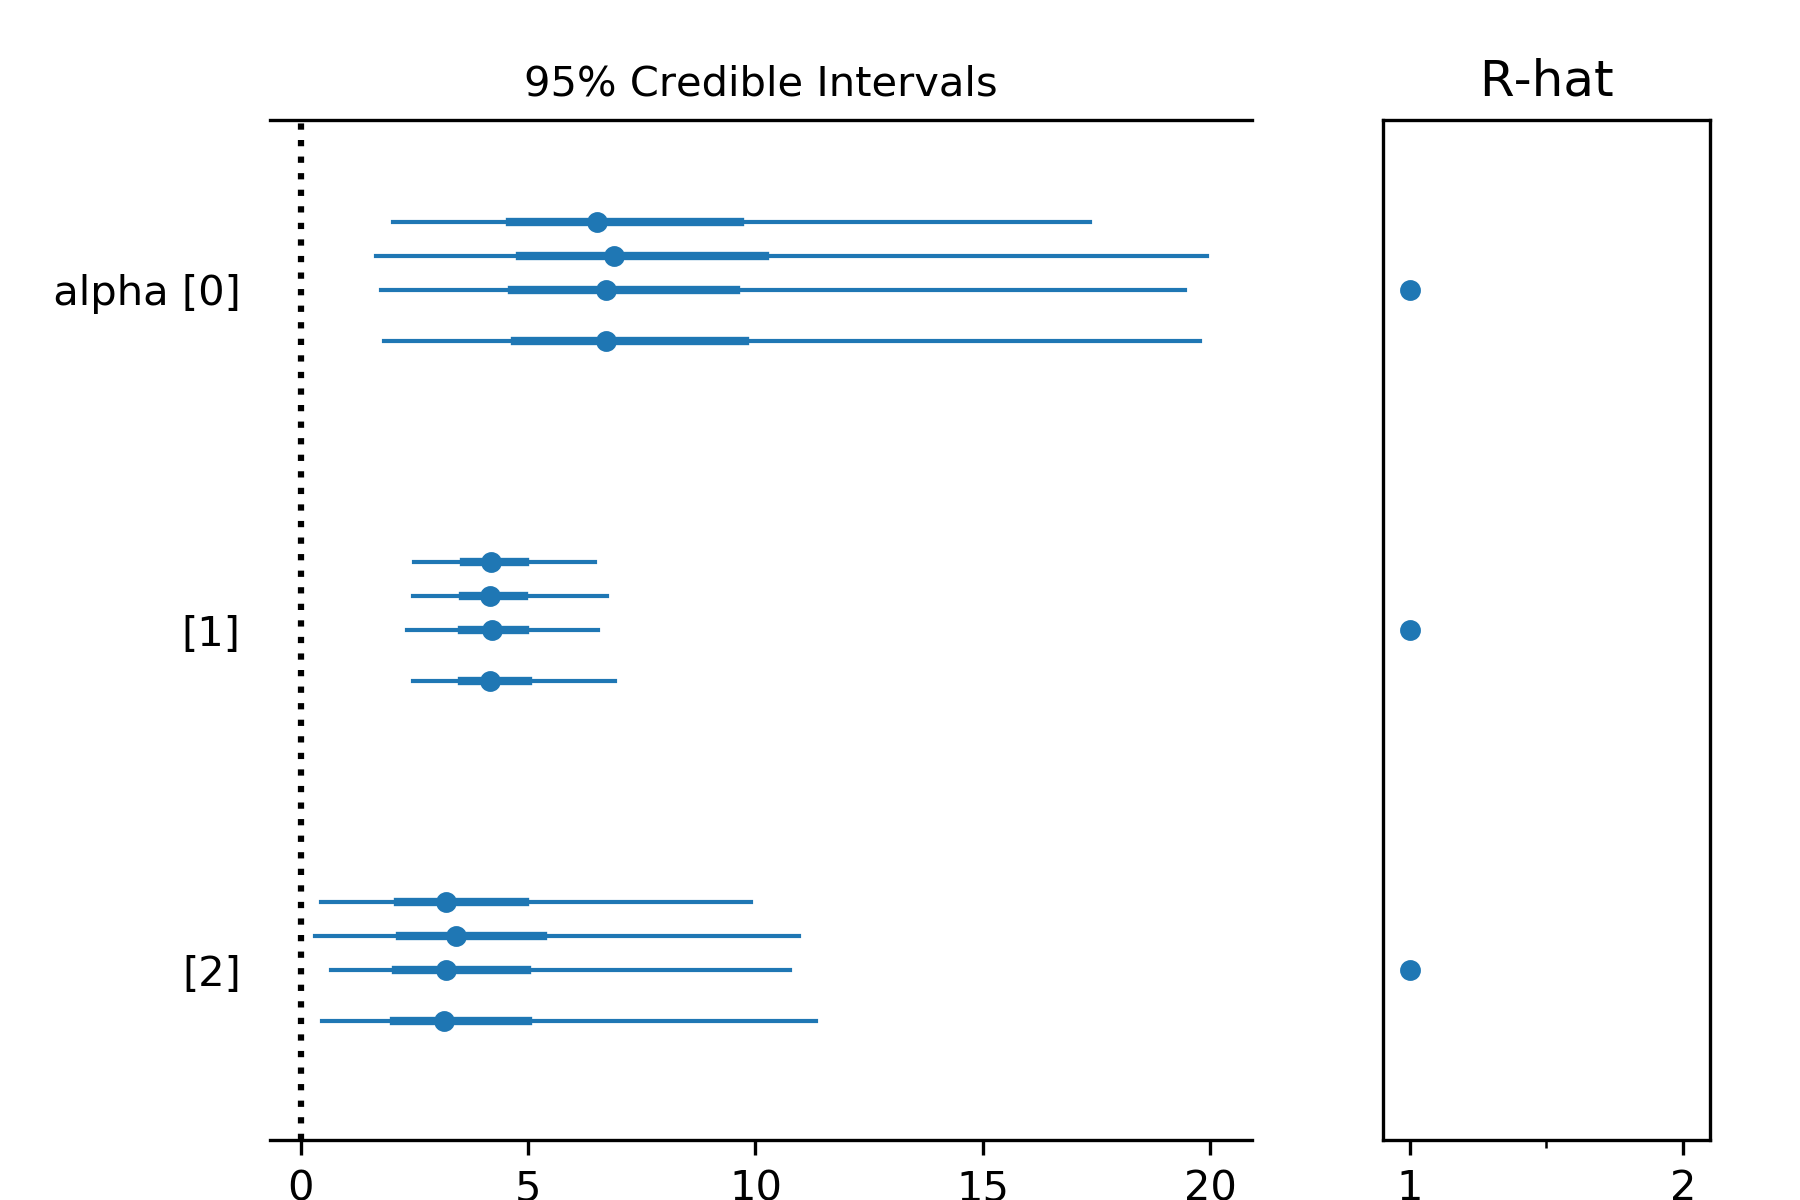 95% Credible Intervals
R-hat
alpha [0]
[1]
[2]
0 5 10 15 20
1 2